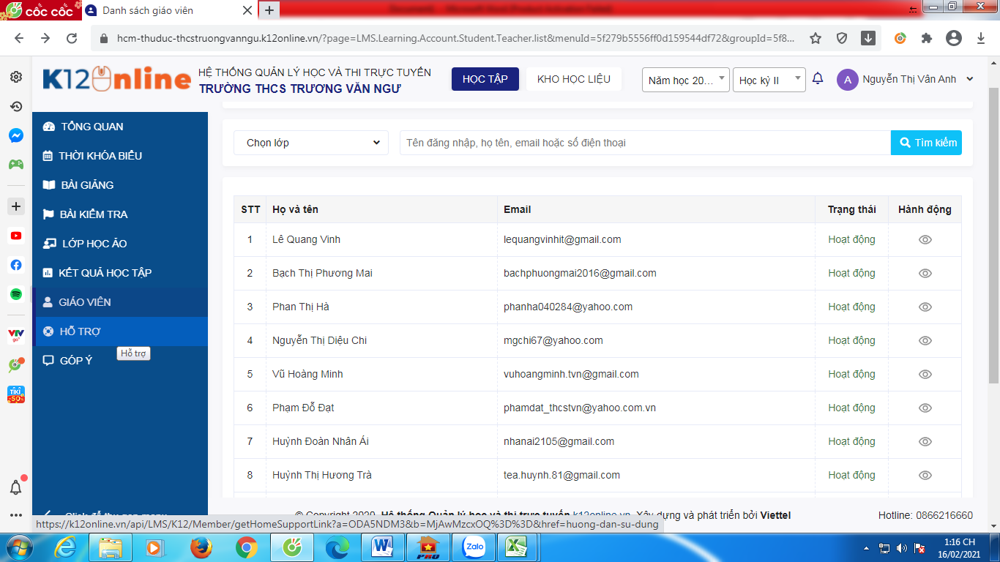 cốc cốc
Danh sách giáo viên
hcm-thuduc-thcstruongvanngu.k12online.vn/?page=LMS.Learning.Account.Student.Teacher.list&menuId=5f279b5556ff0d159544df72&groupId=5f8...
K12Online
HỆ THỐNG QUẢN LÝ HỌC VÀ THI TRỰC TUYẾN
TRƯỜNG THCS TRƯƠNG VĂN NGƯ
HỌC TẬP
KHO HỌC LIỆU
Năm học 20...
Học kỳ II
A
Nguyễn Thị Vân Anh
TỔNG QUAN
THỜI KHÓA BIỂU
BÀI GIẢNG
BÀI KIỂM TRA
LỚP HỌC ẢO
KẾT QUẢ HỌC TẬP
GIÁO VIÊN
HỖ TRỢ
Hỗ trợ
GÓP Ý
VTV
go
TIKI
-50%
Chọn lớp
Tên đăng nhập, họ tên, email hoặc số điện thoại
Tìm kiếm
STT Họ và tên Email Trạng thái Hành động
1 Lê Quang Vinh lequangvinhit@gmail.com Hoạt động
2 Bạch Thị Phương Mai bachphuongmai2016@gmail.com Hoạt động
3 Phan Thị Hà phanha040284@yahoo.com Hoạt động
4 Nguyễn Thị Diệu Chi mgchi67@yahoo.com Hoạt động
5 Vũ Hoàng Minh vuhoangminh.tvn@gmail.com Hoạt động
6 Phạm Đỗ Đạt phamdat_thcstvn@yahoo.com.vn Hoạt động
7 Huỳnh Đoàn Nhân Ái nhanai2105@gmail.com Hoạt động
8 Huỳnh Thị Hương Trà tea.huynh.81@gmail.com Hoạt động
Click để thu gọn menu
© Copyright 2020. Hệ thống Quản lý học và thi trực tuyến k12online.vn. Xây dựng và phát triển bởi Viettel
Hotline: 0866216660
https://k12online.vn/api/LMS/K12/Member/getHomeSupportLink?a=ODA5NDM3&b=MjAwMzcxOQ%3D%3D&href=huong-dan-su-dung
PRO
Zalo
1:16 CH
16/02/2021